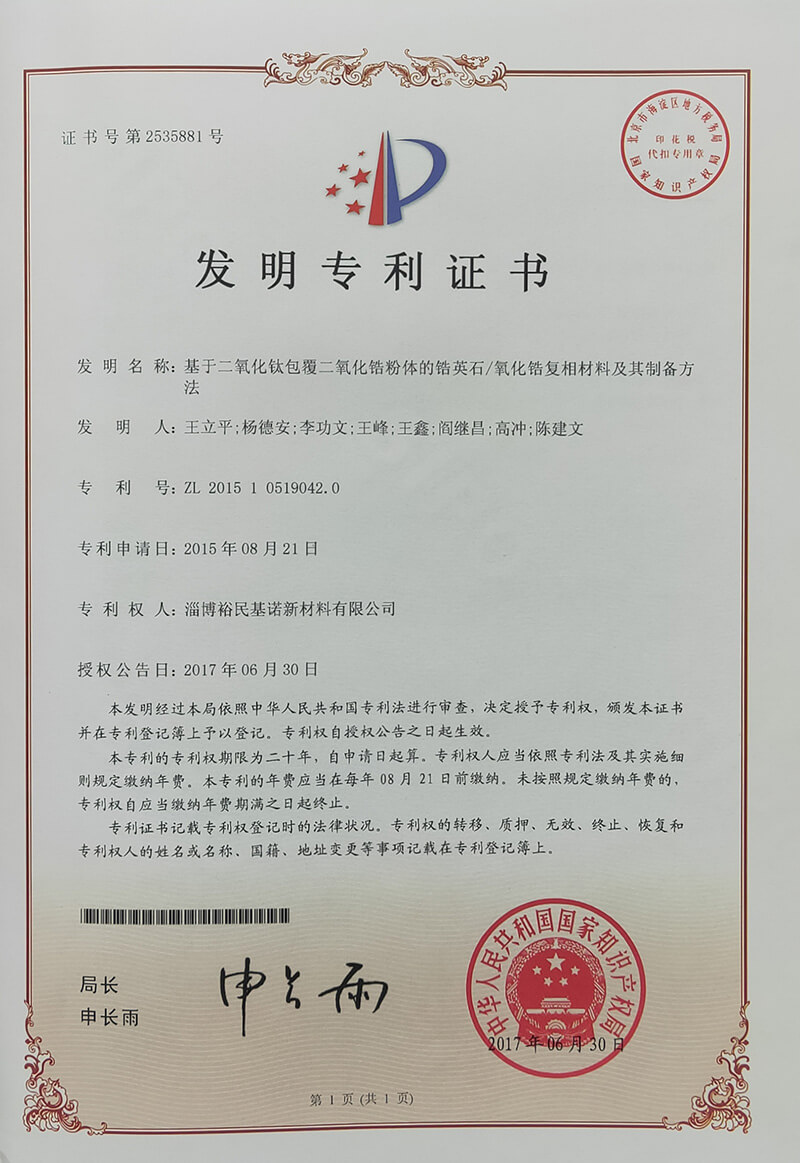 证书号第2535881号
北京市海淀区地方税务局
印花税
代扣专用章
国家知识产权局
发明专利证书
发明名称：基于二氧化钛包覆二氧化锆粉体的锆英石/氧化锆复相材料及其制备方
法
发明人：王立平;杨德安;李功文;王峰;王鑫;阎继昌;高冲;陈建文
专利号：ZL 2015 1 0519042.0
专利申请日：2015年08月21日
专利权人：淄博裕民基诺新材料有限公司
授权公告日：2017年06月30日
本发明经过本局依照中华人民共和国专利法进行审查，决定授予专利权，颁发本证书
并在专利登记簿上予以登记。专利权自授权公告之日起生效。
本专利的专利权期限为二十年，自申请日起算。专利权人应当依照专利法及其实施细
则规定缴纳年费。本专利的年费应当在每年08月21日前缴纳。未按照规定缴纳年费的，
专利权自应当缴纳年费期满之日起终止。
专利证书记载专利权登记时的法律状况。专利权的转移、质押、无效、终止、恢复和
专利权人的姓名或名称、国籍、地址变更等事项记载在专利登记簿上。
局长
申长雨
申长雨
中华人民共和国国家知识产权局
2017年06月30日
第1页(共1页)